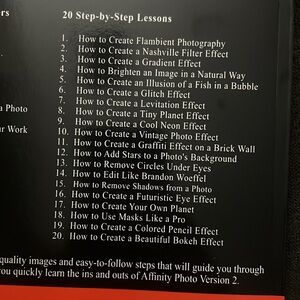 rs
20 Step-by-Step Lessons
1. How to Create Flambient Photography
2. How to Create a Nashville Filter Effect
3. How to Create a Gradient Effect
4. How to Brighten an Image in a Natural Way
5. How to Create an Illusion of a Fish in a Bubble
6. How to Create a Glitch Effect
7. How to Create a Levitation Effect
8. How to Create a Tiny Planet Effect
9. How to Create a Cool Neon Effect
a Photo
10. How to Create a Vintage Photo Effect
11. How to Create a Graffiti Effect on a Brick Wall
ur Work
12. How to Add Stars to a Photo's Background
13. How to Remove Circles Under Eyes
14. How to Edit Like Brandon Woelfel
15. How to Remove Shadows from a Photo
16. How to Create a Futuristic Eye Effect
17. How to Create Your Own Planet
18. How to Use Masks Like a Pro
19. How to Create a Colored Pencil Effect
20. How to Create a Beautiful Bokeh Effect
quality images and easy-to-follow steps that will guide you through
you quickly learn the ins and outs of Affinity Photo Version 2.